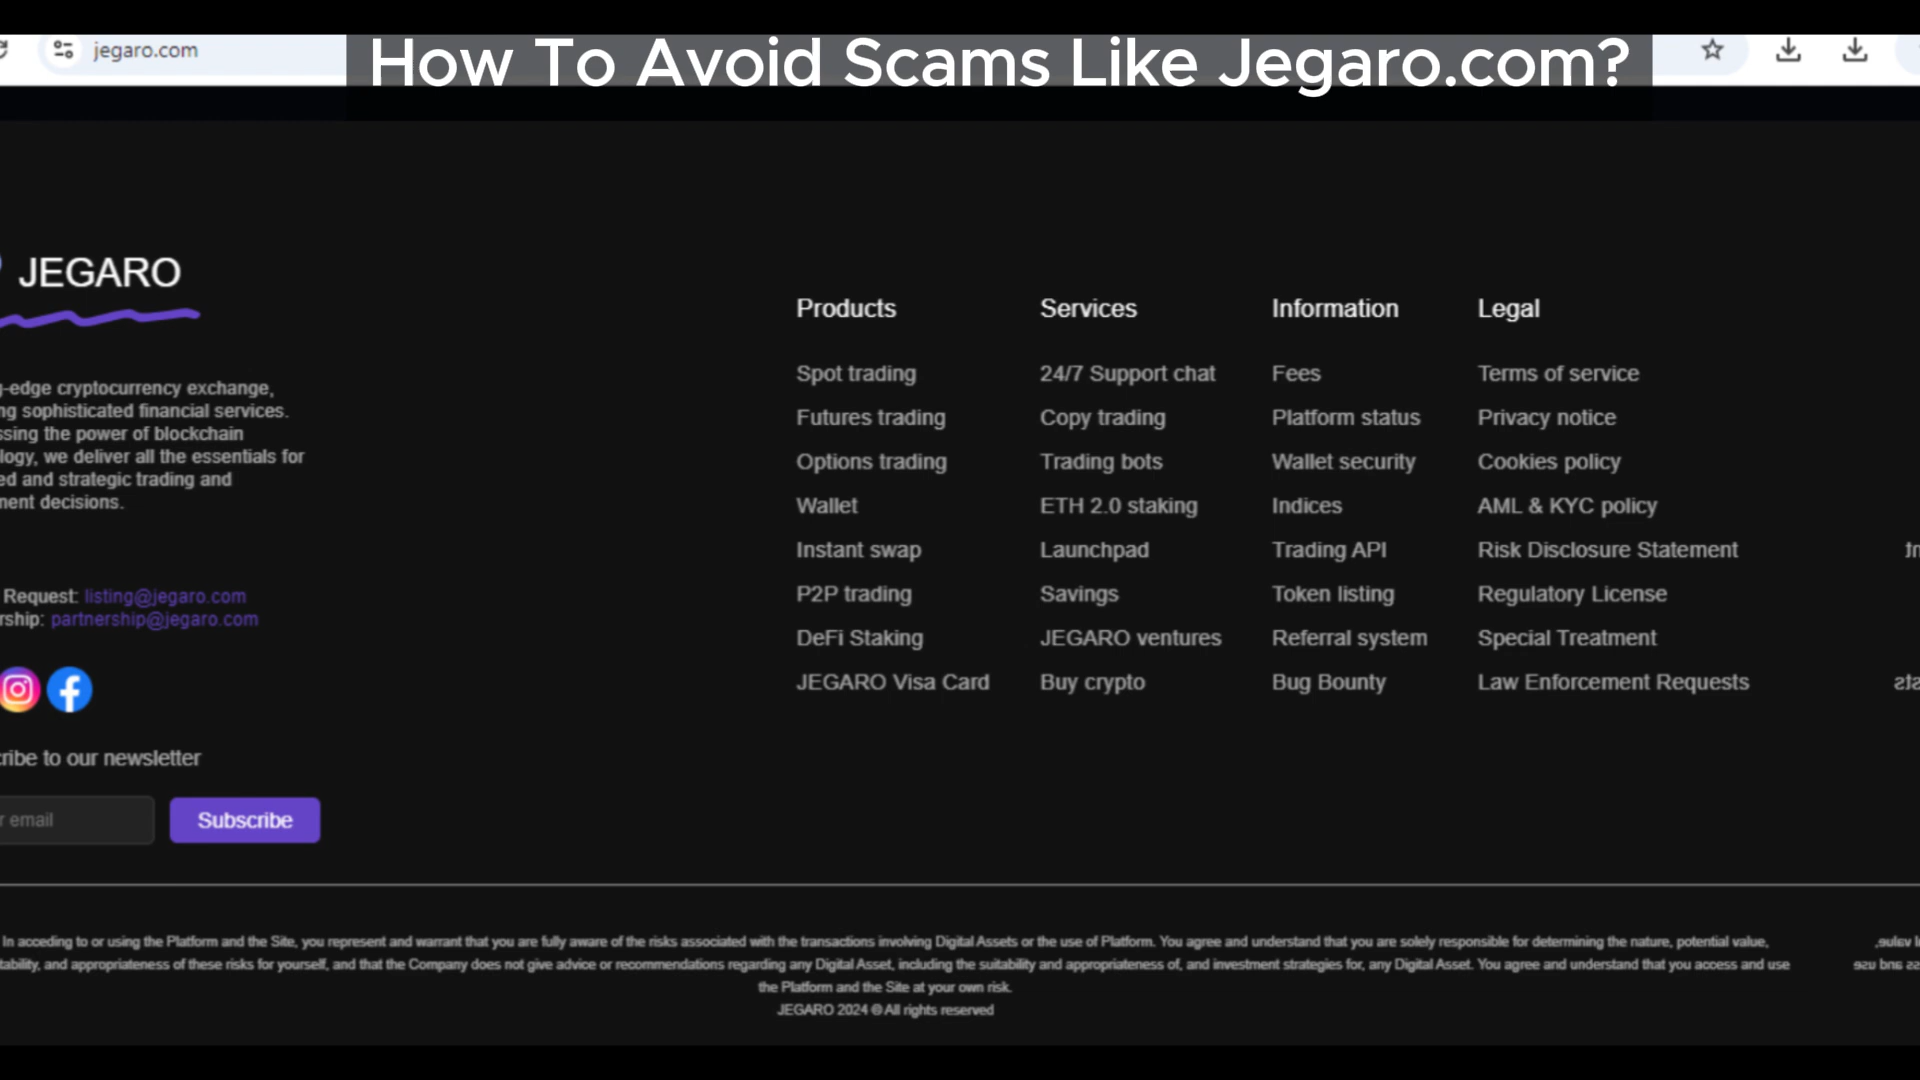 jegaro.com
How To Avoid Scams Like Jegaro.com?
JEGARO
-edge cryptocurrency exchange,
sophisticated financial services.
the power of blockchain
we deliver all the essentials for
and strategic trading and
decisions.
Request: listing@jegaro.com
partnership@jegaro.com
to our newsletter
email
Subscribe
Products
Spot trading
Futures trading
Options trading
Wallet
Instant swap
P2P trading
DeFi Staking
JEGARO Visa Card
Services
24/7 Support chat
Copy trading
Trading bots
ETH 2.0 staking
Launchpad
Savings
JEGARO ventures
Buy crypto
Information
Fees
Platform status
Wallet security
Indices
Trading API
Token listing
Referral system
Bug Bounty
Legal
Terms of service
Privacy notice
Cookies policy
AML & KYC policy
Risk Disclosure Statement
Regulatory License
Special Treatment
Law Enforcement Requests
In acceding to or using the Platform and the Site, you represent and warrant that you are fully aware of the risks associated with the transactions involving Digital Assets or the use of Platform. You agree and understand that you are solely responsible for determining the nature, potential value,
and appropriateness of these risks for yourself, and that the Company does not give advice or recommendations regarding any Digital Asset, including the suitability and appropriateness of, and investment strategies for, any Digital Asset. You agree and understand that you access and use
the Platform and the Site at your own risk.
JEGARO 2024 © All rights reserved